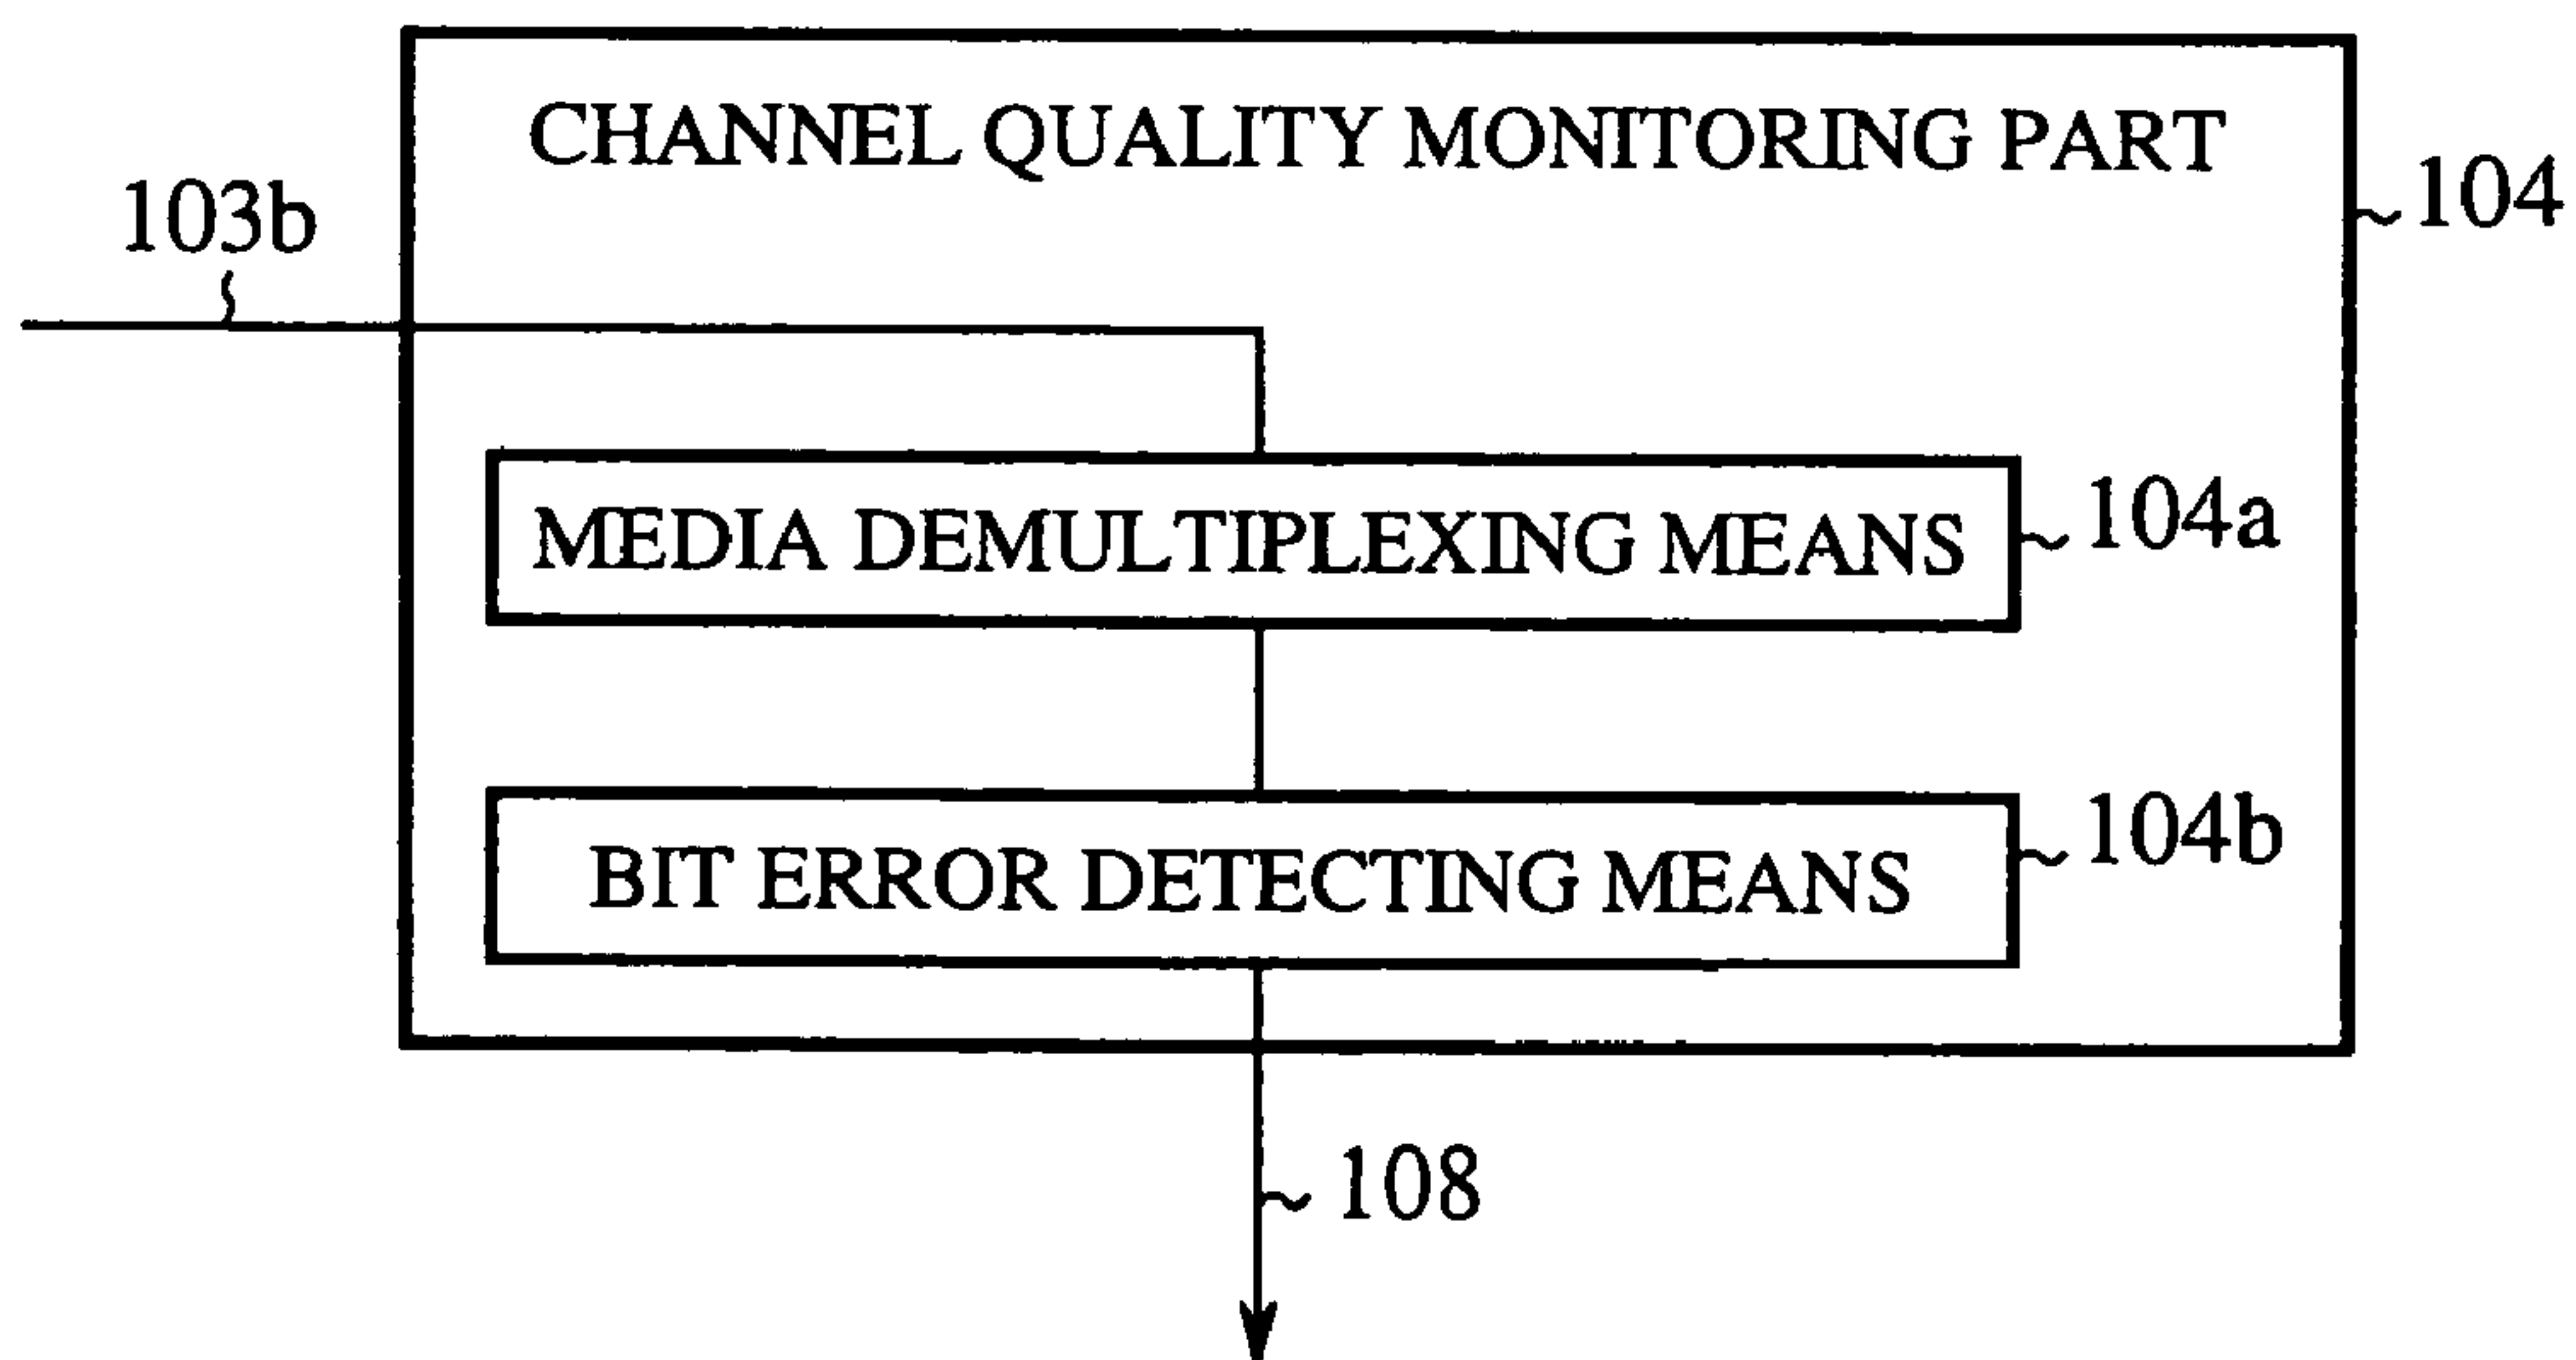 CHANNEL QUALITY MONITORING PART
104
103b
MEDIA DEMULTIPLEXING MEANS
104a
BIT ERROR DETECTING MEANS
104b
108